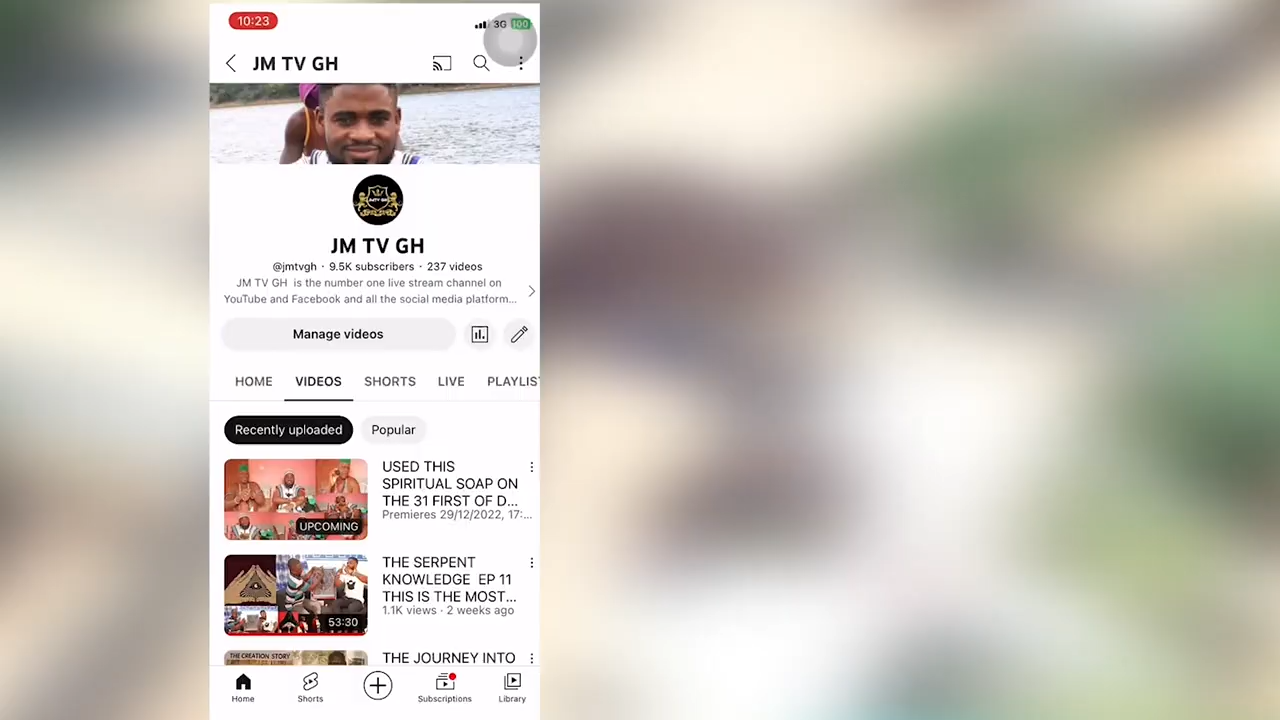 10:23
3G 100
JM TV GH
JM TV GH
@jmtvgh · 9.5K subscribers · 237 videos
JM TV GH is the number one live stream channel on
YouTube and Facebook and all the social media platform...
Manage videos
HOME VIDEOS SHORTS LIVE PLAYLIST
Recently uploaded Popular
USED THIS
SPIRITUAL SOAP ON
THE 31 FIRST OF D...
Premieres 29/12/2022, 17:...
UPCOMING
THE SERPENT
KNOWLEDGE EP 11
THIS IS THE MOST...
1.1K views · 2 weeks ago
53:30
THE CREATION STORY
THE JOURNEY INTO
Home Shorts Subscriptions Library